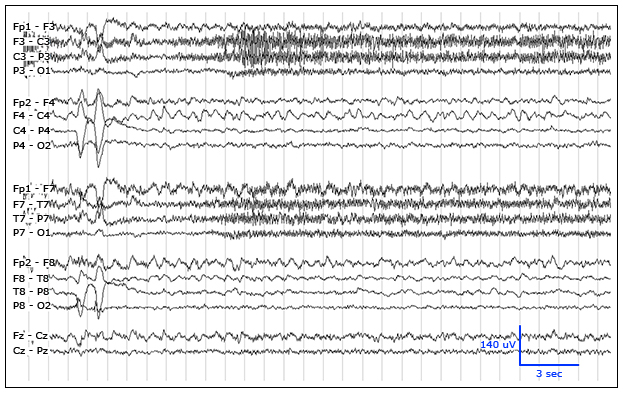 Fp1 - F3
F3 - C3
C3 - P3
P3 - O1
Fp2 - F4
F4 - C4
C4 - P4
P4 - O2
Fp1 - F7
F7 - T7
T7 - P7
P7 - O1
Fp2 - F8
F8 - T8
T8 - P8
P8 - O2
Fz - Cz
Cz - Pz
140 uV
3 sec